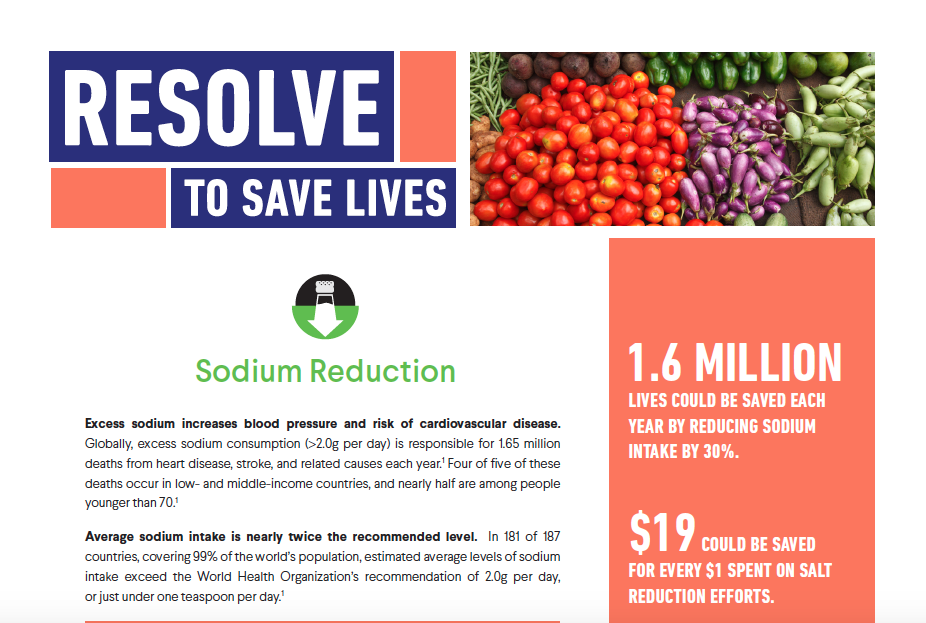 RESOLVE
TO SAVE LIVES
Sodium Reduction
Excess sodium increases blood pressure and risk of cardiovascular disease.
Globally, excess sodium consumption (>2.0g per day) is responsible for 1.65 million
deaths from heart disease, stroke, and related causes each year.¹ Four of five of these
deaths occur in low- and middle-income countries, and nearly half are among people
younger than 70.¹
Average sodium intake is nearly twice the recommended level. In 181 of 187
countries, covering 99% of the world's population, estimated average levels of sodium
intake exceed the World Health Organization's recommendation of 2.0g per day,
or just under one teaspoon per day.¹
1.6 MILLION
LIVES COULD BE SAVED EACH
YEAR BY REDUCING SODIUM
INTAKE BY 30%.
$19 COULD BE SAVED
FOR EVERY $1 SPENT ON SALT
REDUCTION EFFORTS.